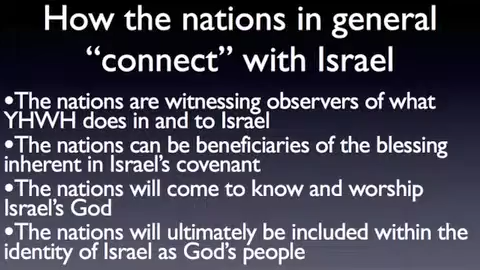 How the nations in general
“connect” with Israel
•The nations are witnessing observers of what
YHWH does in and to Israel
•The nations can be beneficiaries of the blessing
inherent in Israel’s covenant
•The nations will come to know and worship
Israel’s God
•The nations will ultimately be included within the
identity of Israel as God’s people